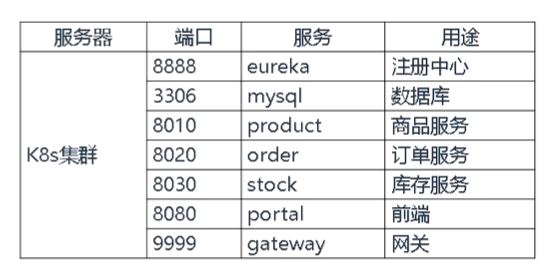 服务器 端口 服务 用途
8888 eureka 注册中心
3306 mysql 数据库
8010 product 商品服务
K8s集群 8020 order 订单服务
8030 stock 库存服务
8080 portal 前端
9999 gateway 网关